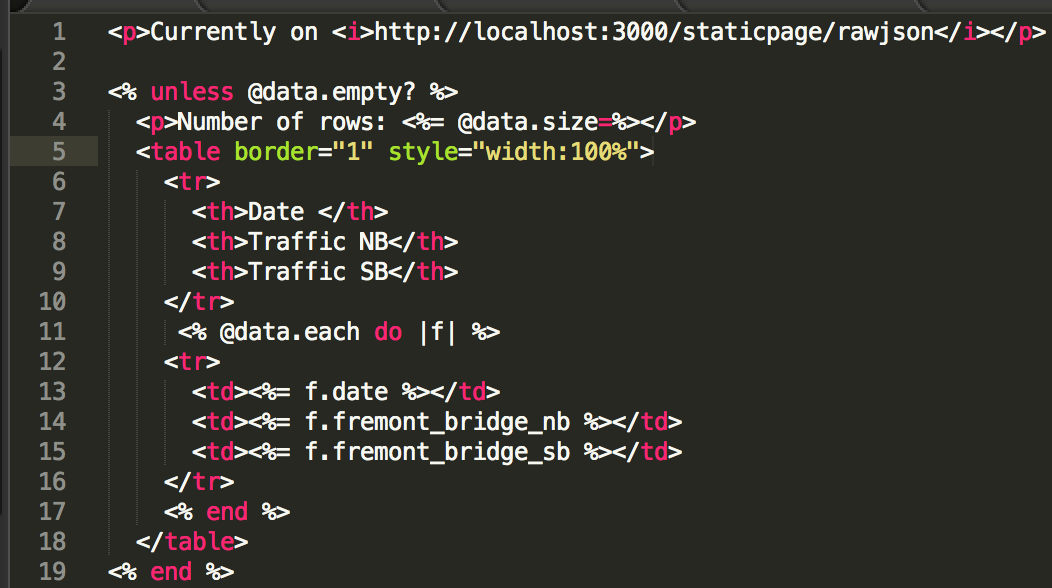 1 <p>Currently on <i>http://localhost:3000/staticpage/rawjson</i></p>
2
3 <% unless @data.empty? %>
4   <p>Number of rows: <%= @data.size=%></p>
5   <table border="1" style="width:100%">
6     <tr>
7       <th>Date </th>
8       <th>Traffic NB</th>
9       <th>Traffic SB</th>
10     </tr>
11      <% @data.each do |f| %>
12     <tr>
13       <td><%= f.date %></td>
14       <td><%= f.fremont_bridge_nb %></td>
15       <td><%= f.fremont_bridge_sb %></td>
16     </tr>
17     <% end %>
18   </table>
19 <% end %>